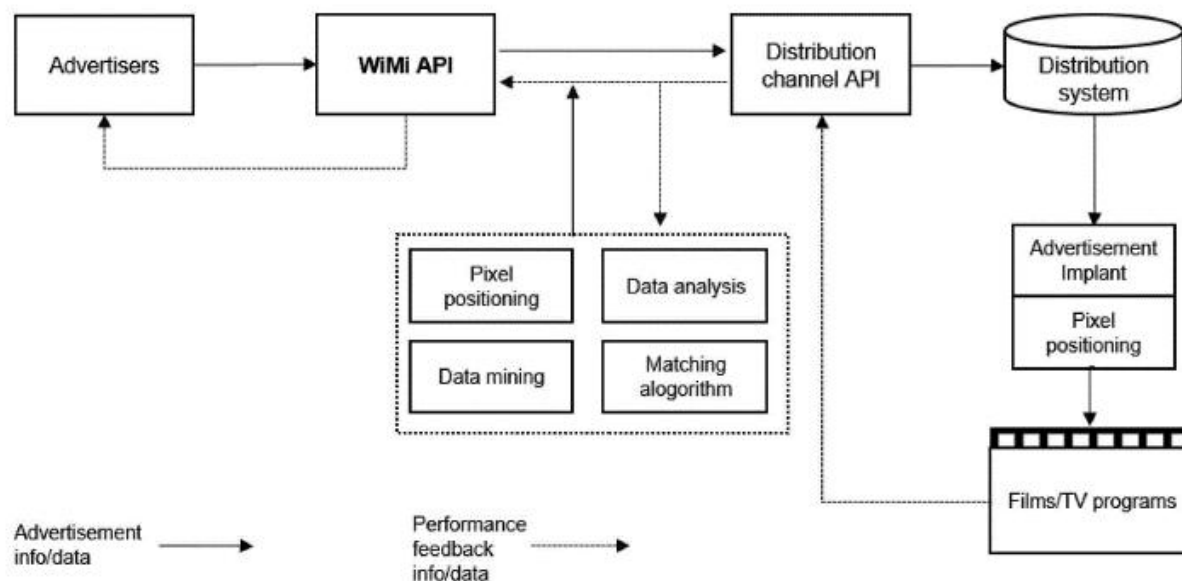 Advertisers
WiMi API
Distribution
channel API
Distribution
system
Pixel
positioning
Data analysis
Data mining
Matching
alogorithm
Advertisement
Implant
Pixel
positioning
Films/TV programs
Advertisement
info/data
Performance
feedback
info/data